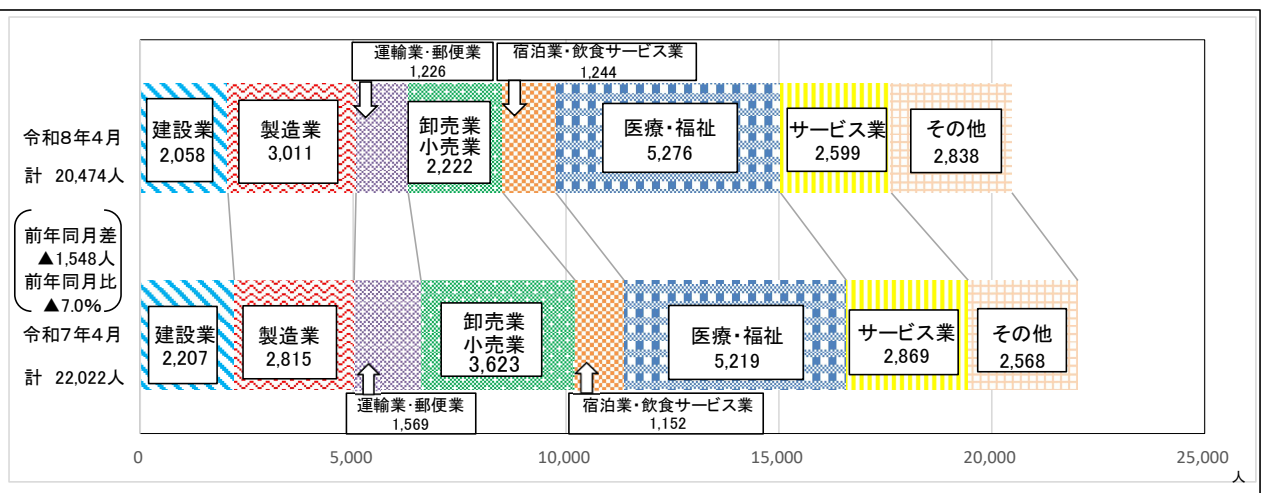 運輸業・郵便業
1,226
宿泊業・飲食サービス業
1,244
令和8年4月
計 20,474人
建設業
2,058
製造業
3,011
卸売業
小売業
2,222
医療・福祉
5,276
サービス業
2,599
その他
2,838
前年同月差
▲1,548人
前年同月比
▲7.0%
令和7年4月
計 22,022人
建設業
2,207
製造業
2,815
卸売業
小売業
3,623
医療・福祉
5,219
サービス業
2,869
その他
2,568
運輸業・郵便業
1,569
宿泊業・飲食サービス業
1,152
0
5,000
10,000
15,000
20,000
25,000
人